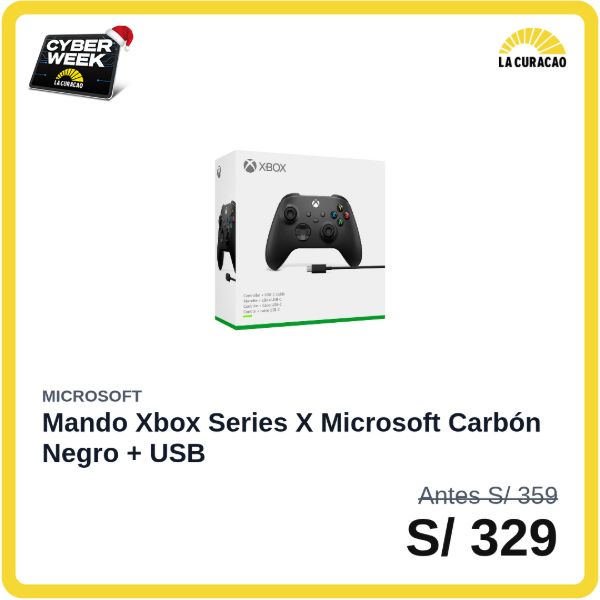 CYBER
WEEK
LA CURACAO
LA CURACAO
XBOX
MICROSOFT
Mando Xbox Series X Microsoft Carbón
Negro + USB
Antes S/ 359
S/ 329